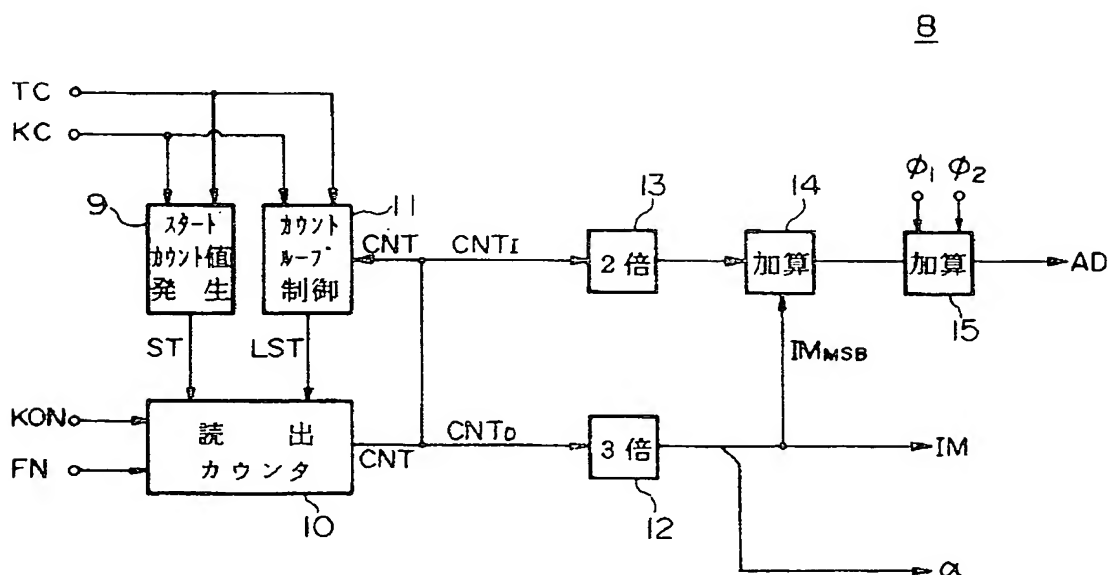 8
TC
KC
9
スタート
カウント値
発生
11
カウント
ループ
制御
CNT
CNTI
13
2倍
14
加算
φ1
φ2
加算
15
AD
ST
LST
IMMSB
KON
FN
読出
カウンタ
10
CNT
CNTD
3倍
12
IM
α